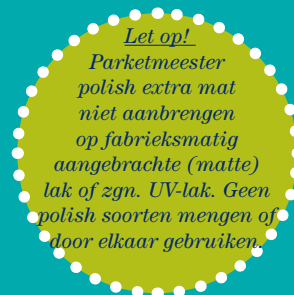 Let op!
Parketmeester
polish extra mat
niet aanbrengen
op fabrieksmatig
aangebrachte (matte)
lak of zgn. UV-lak. Geen
polish soorten mengen of
door elkaar gebruiken.